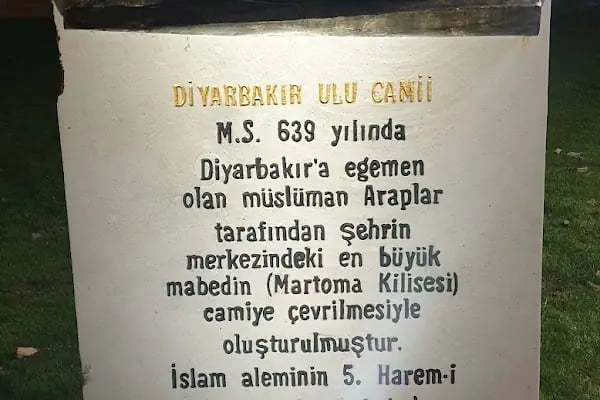 DİYARBAKIR ULU CAMİİ
M.S. 639 yılında
Diyarbakır'a egemen
olan müslüman Araplar
tarafından şehrin
merkezindeki en büyük
mabedin (Martoma Kilisesi)
camiye çevrilmesiyle
oluşturulmuştur.
İslam aleminin 5. Harem-i